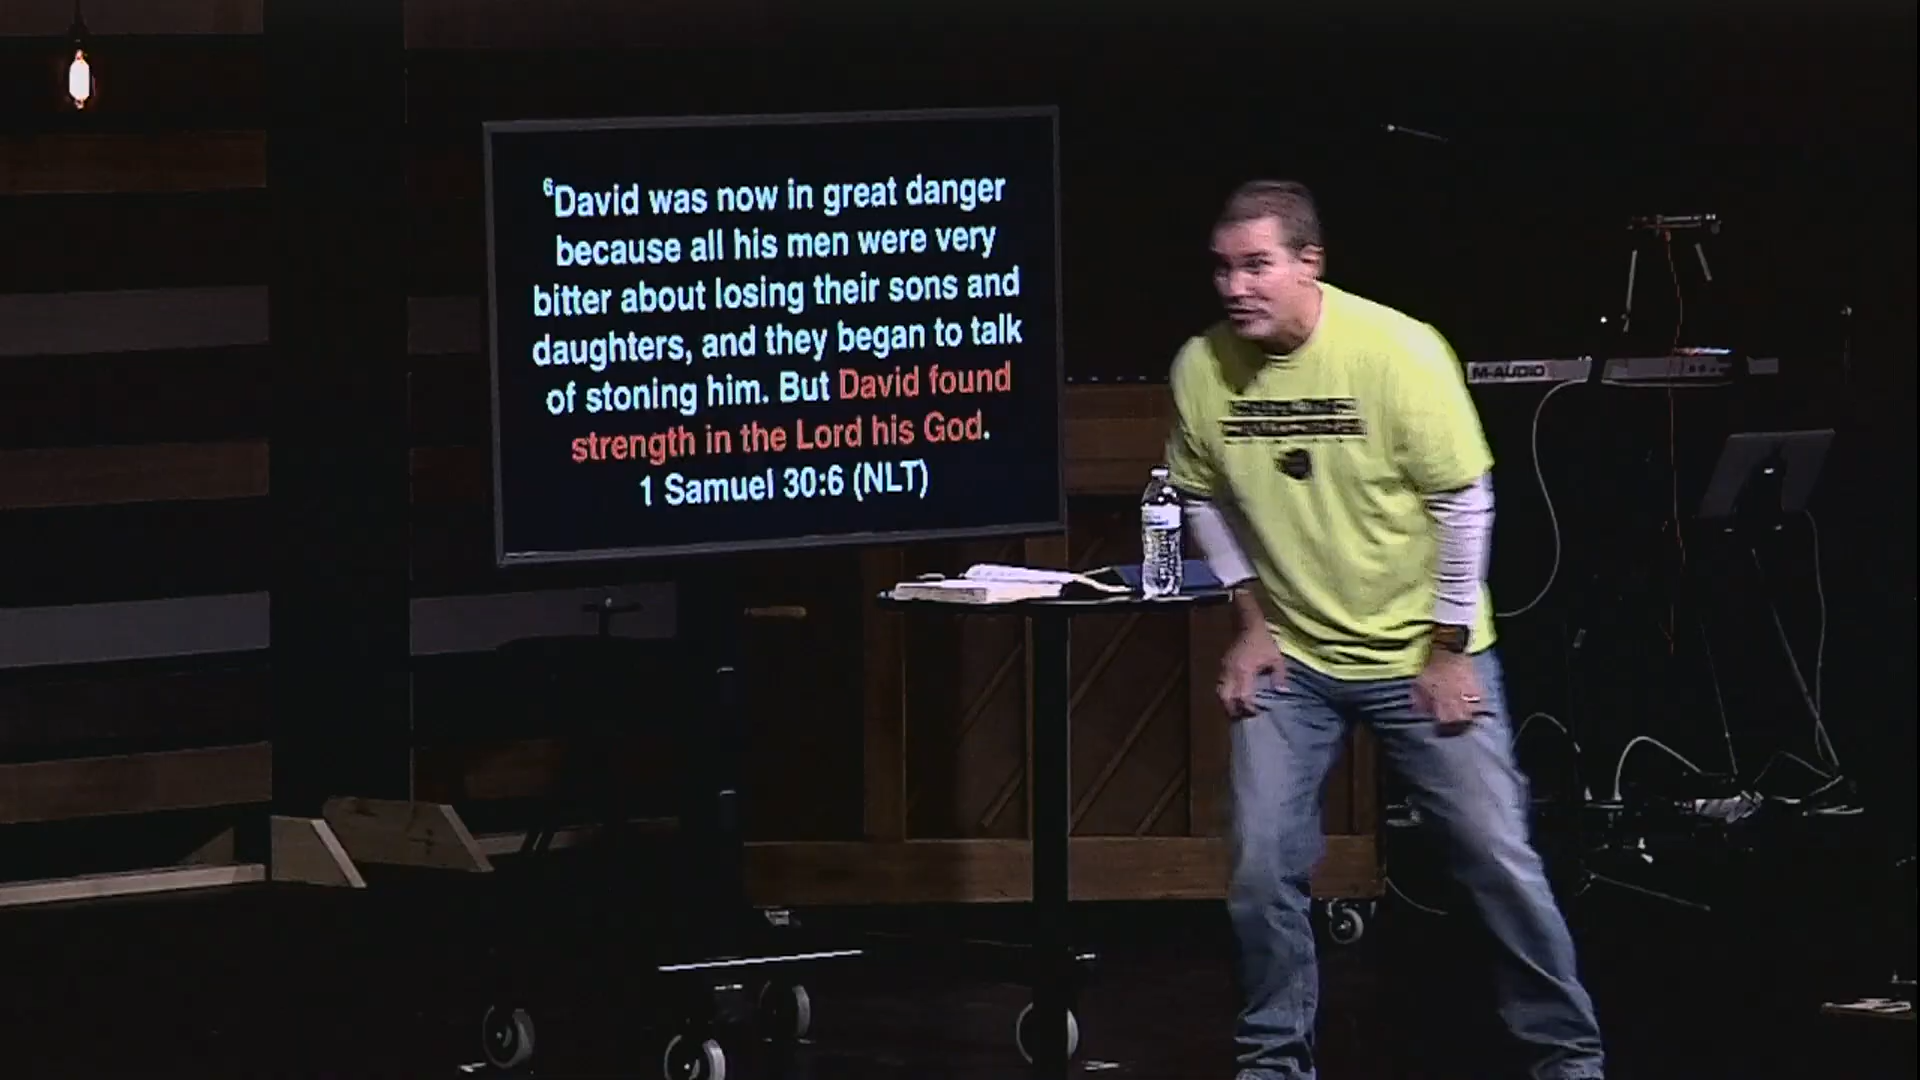 ⁶David was now in great danger
because all his men were very
bitter about losing their sons and
daughters, and they began to talk
of stoning him. But David found
strength in the Lord his God.
1 Samuel 30:6 (NLT)
M-AUDIO